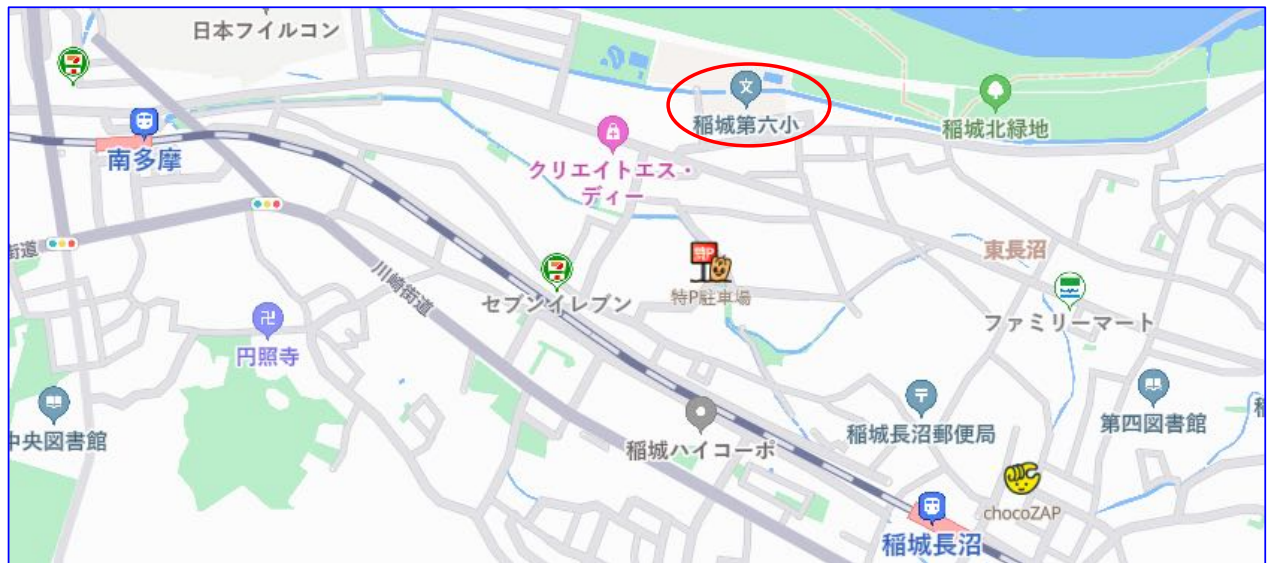 日本フイルコン
稲城第六小
稲城北緑地
南多摩
クリエイトエス・
ディー
街道
東長沼
川崎街道
特P
セブンイレブン
特P駐車場
ファミリーマート
円照寺
中央図書館
稲城ハイコーポ
稲城長沼郵便局
第四図書館
chocoZAP
稲城長沼